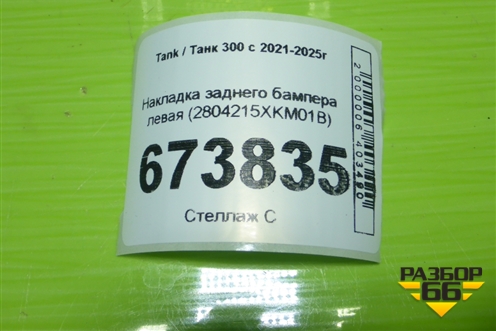 Tank / Танк 300 с 2021-2025г
Накладка заднего бампера
левая (2804215XKM01B)
673835
Стеллаж С
2000006403490
РАЗБОР
66